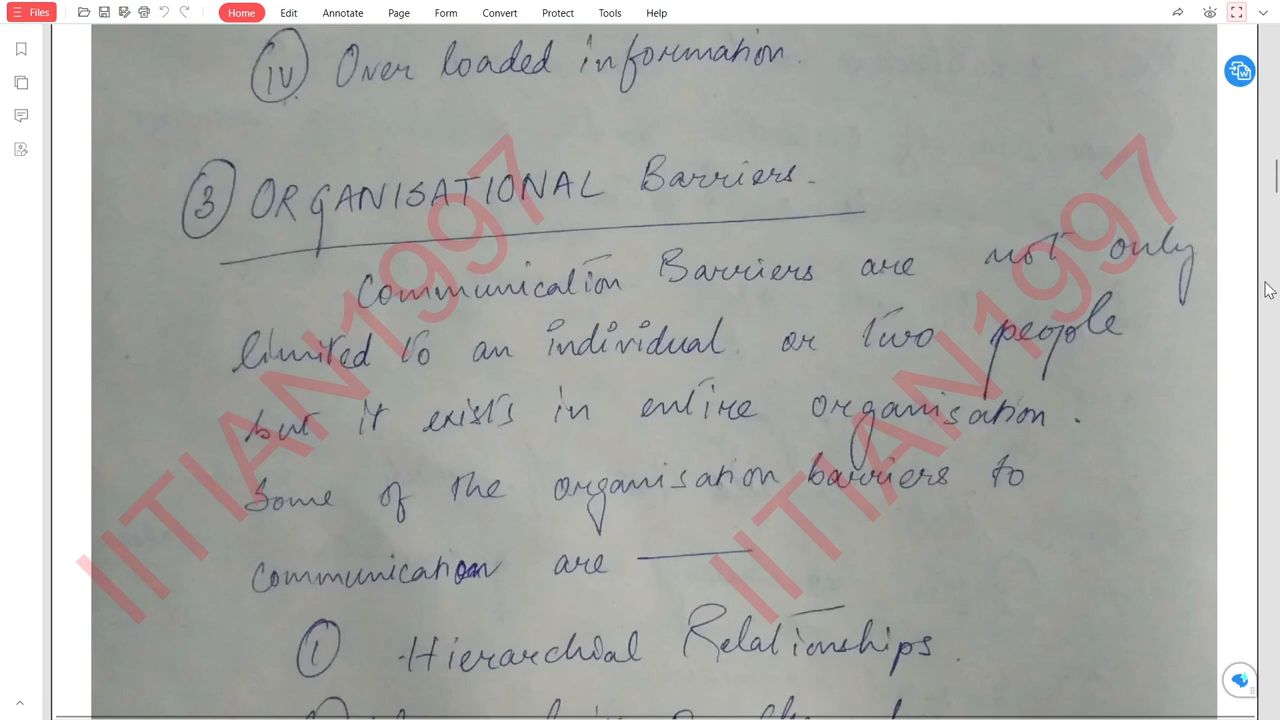 Files
Home
Edit
Annotate
Page
Form
Convert
Protect
Tools
Help
(iv) Over loaded information.
(3) ORGANISATIONAL Barriers.
Communication Barriers are not only
limited to an individual or two people
but it exists in entire organisation.
Some of the organisation barriers to
communication are —
(i) Hierarchial Relationships.
IITIAN1997
IITIAN1997